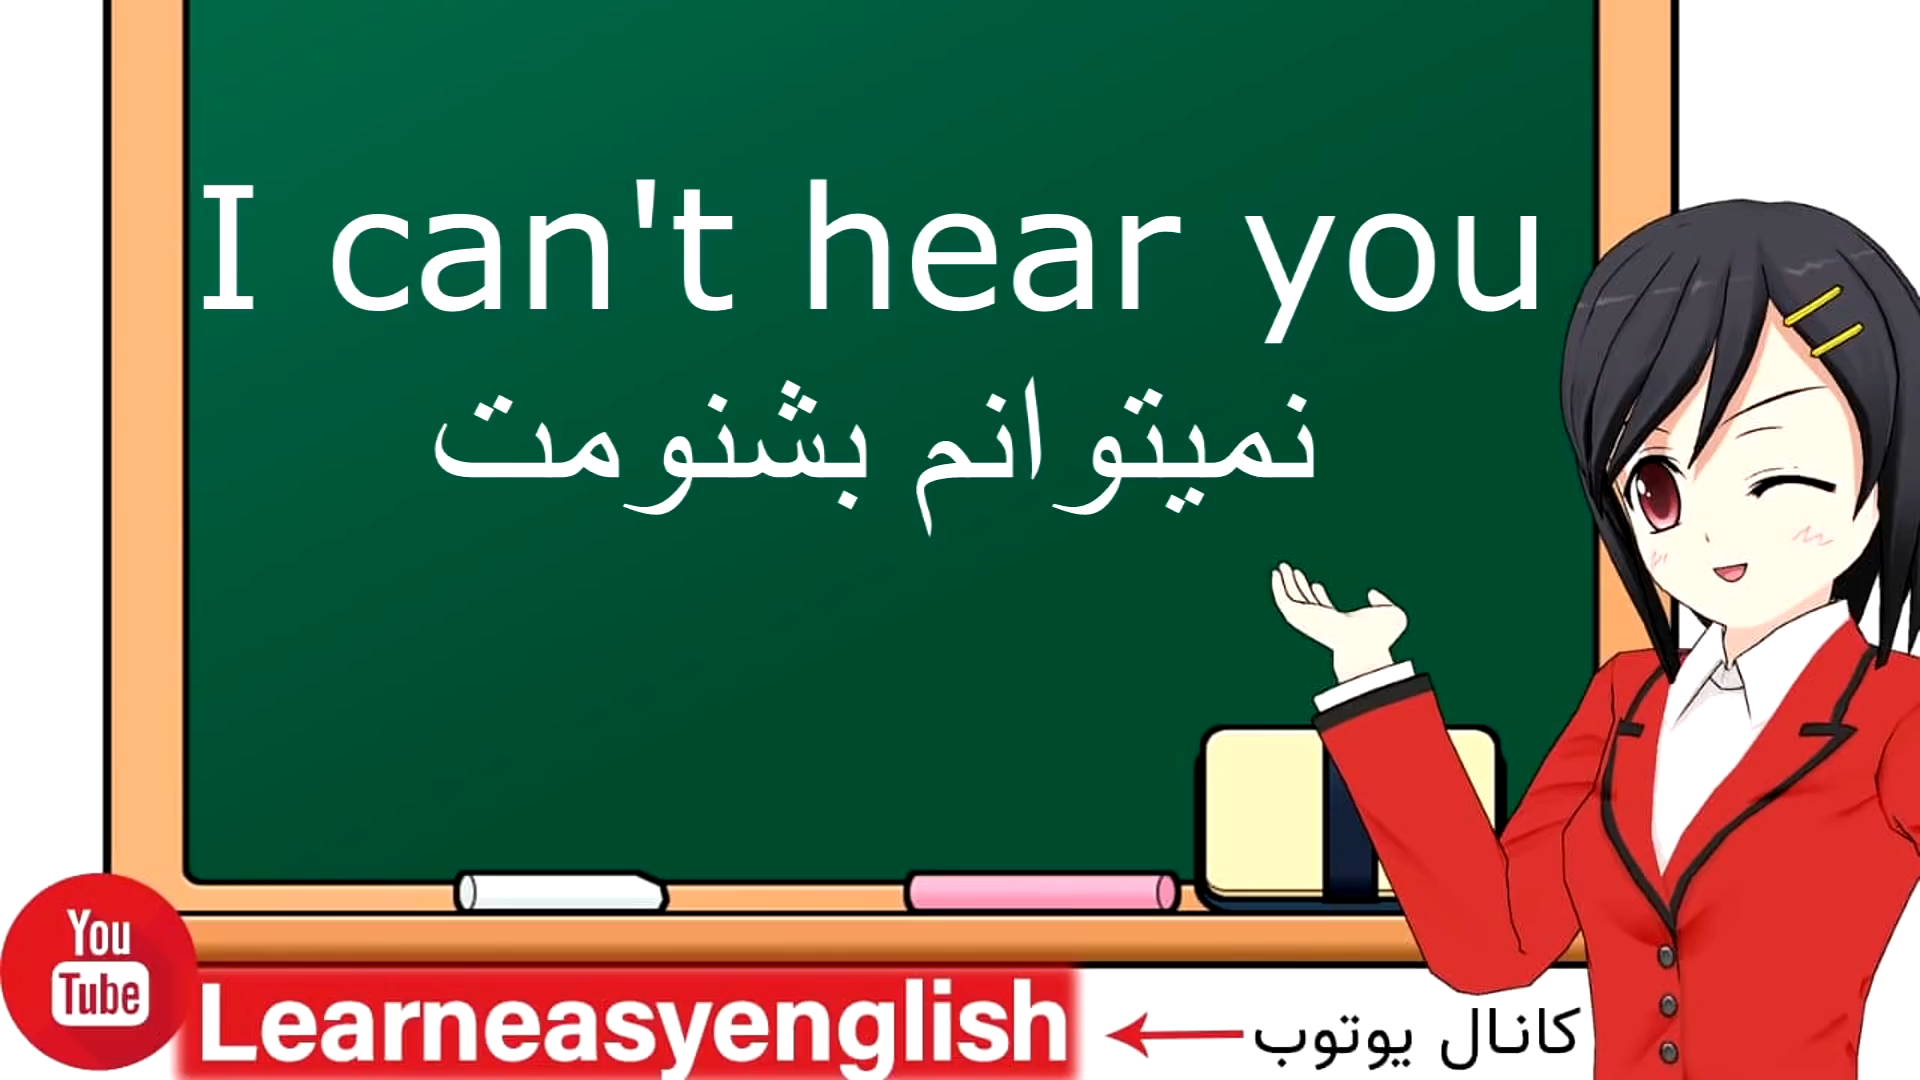 I can't hear you
نمیتوانم بشنومت
You
Tube
Learneasyenglish
کانال یوتوب